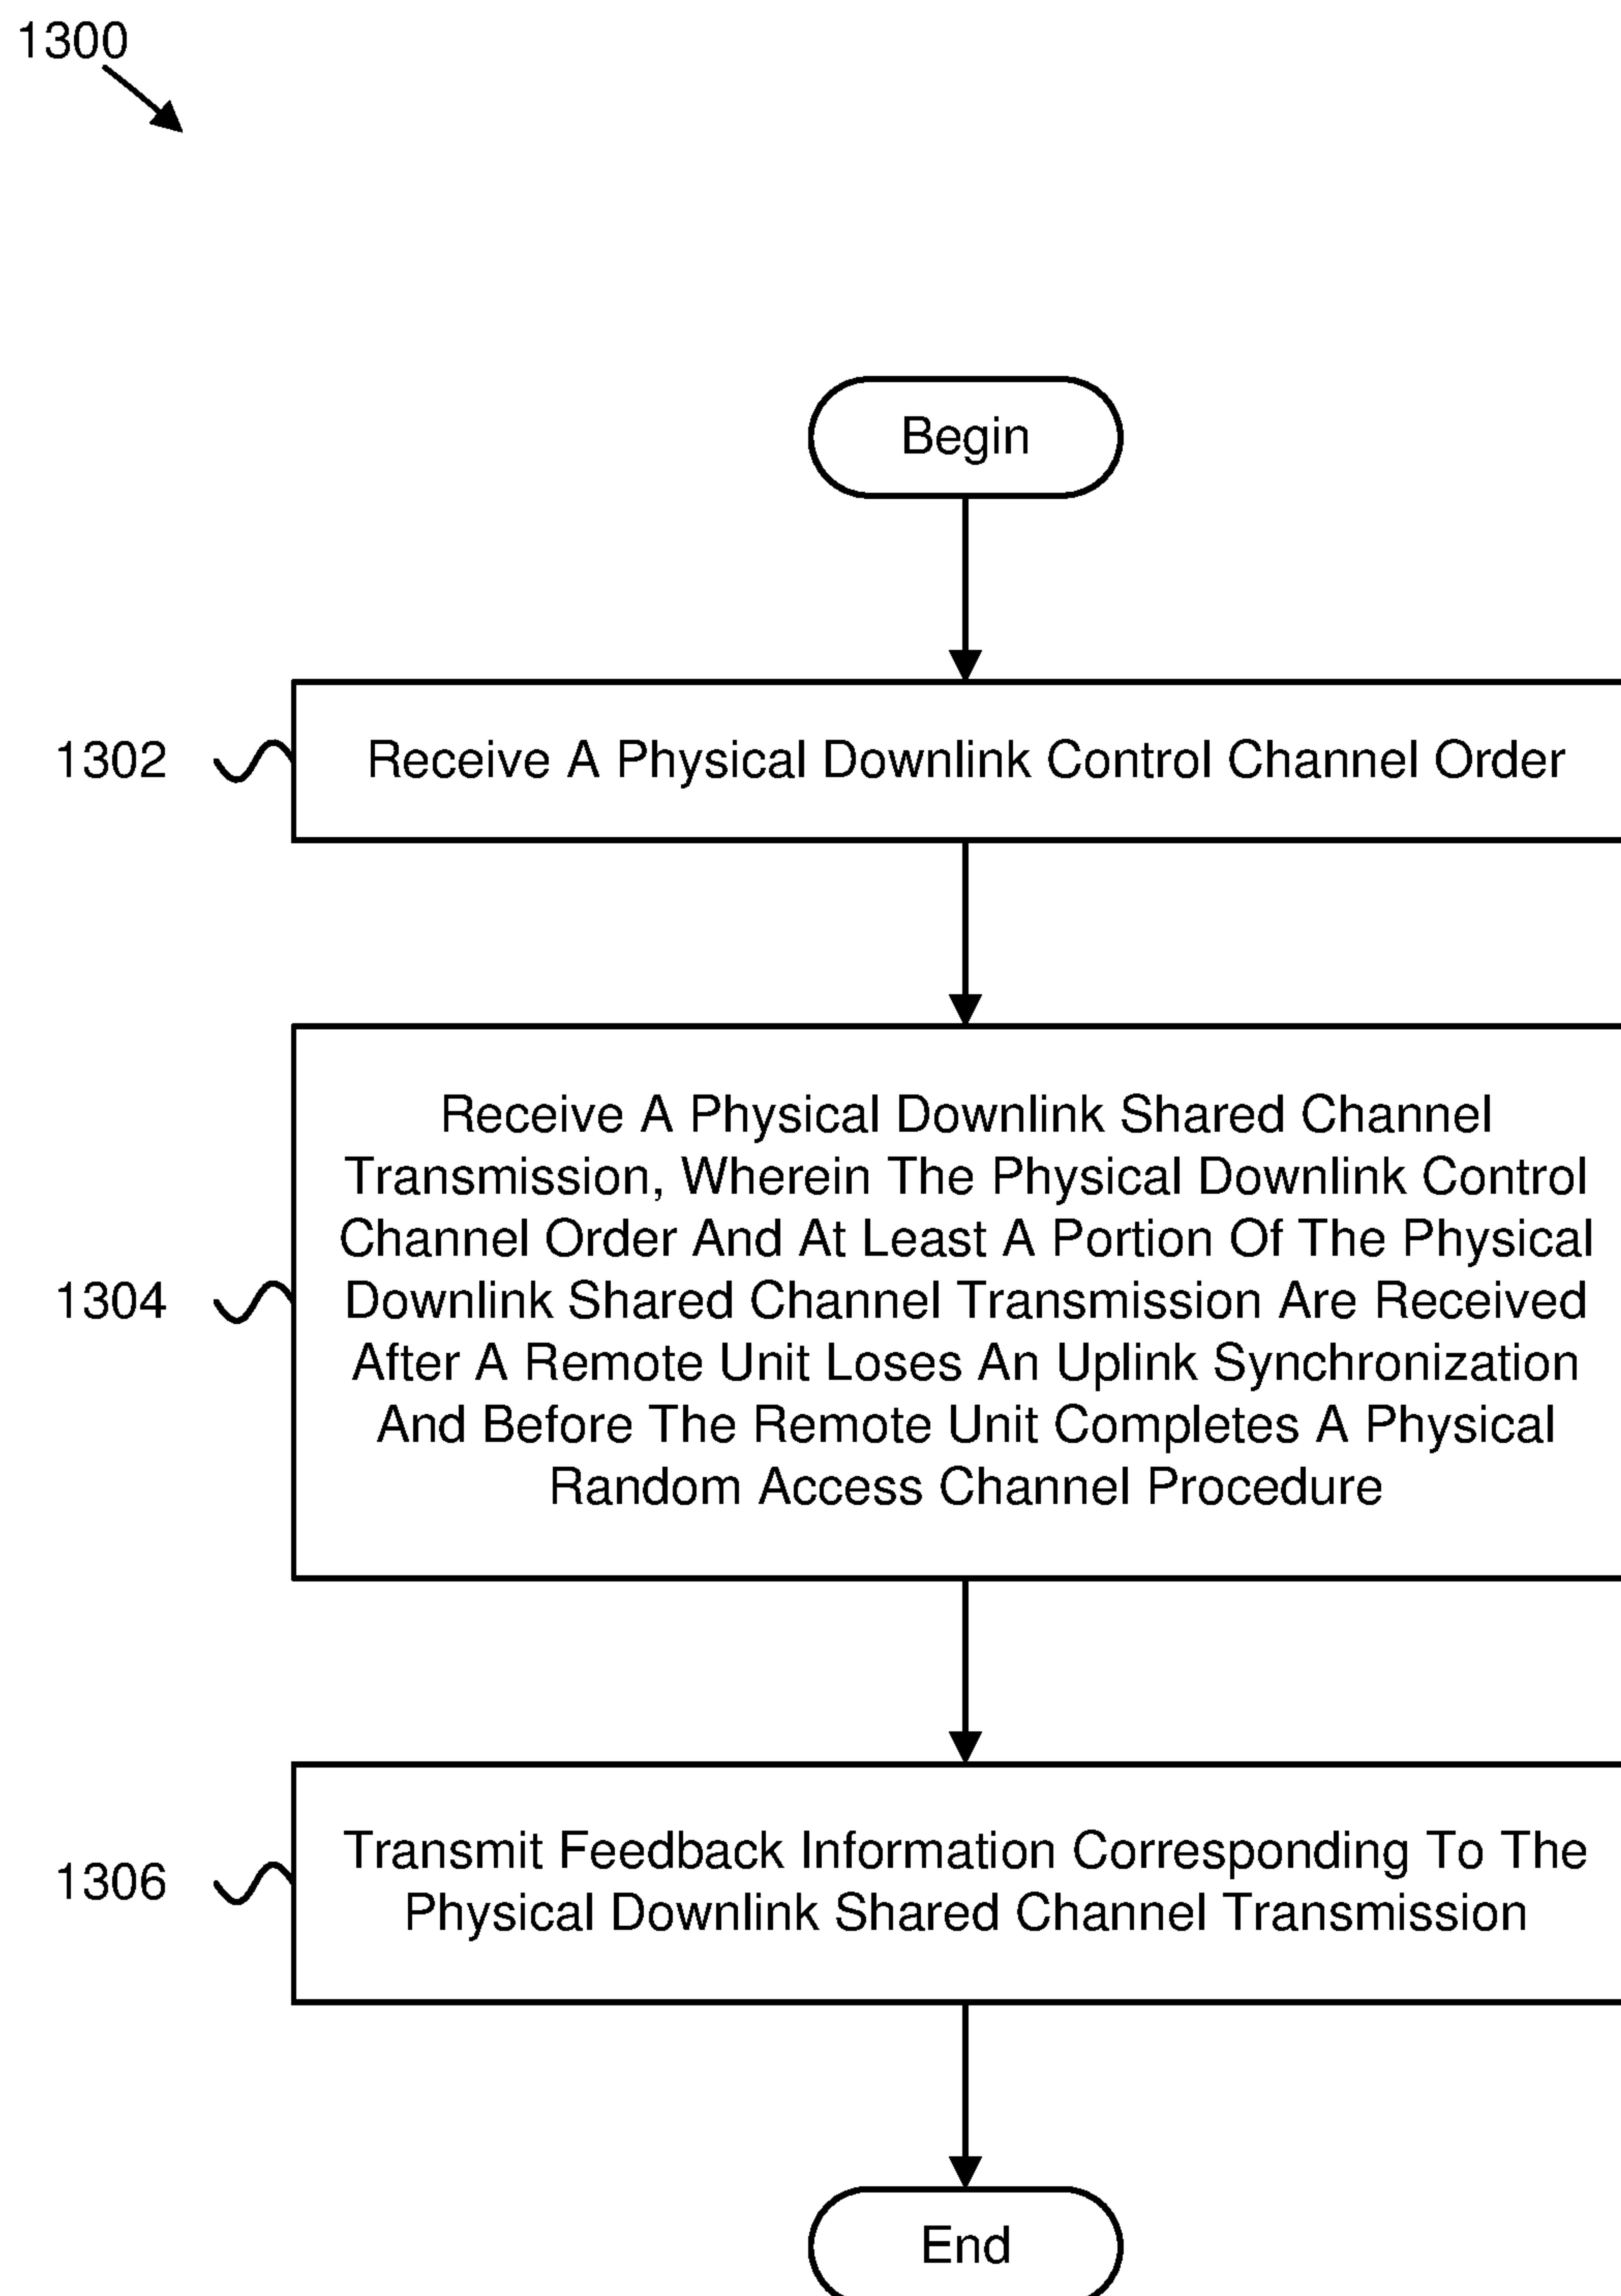 1300
Begin
1302
Receive A Physical Downlink Control Channel Order
Receive A Physical Downlink Shared Channel
Transmission, Wherein The Physical Downlink Control
Channel Order And At Least A Portion Of The Physical
1304
Downlink Shared Channel Transmission Are Received
After A Remote Unit Loses An Uplink Synchronization
And Before The Remote Unit Completes A Physical
Random Access Channel Procedure
1306
Transmit Feedback Information Corresponding To The
Physical Downlink Shared Channel Transmission
End